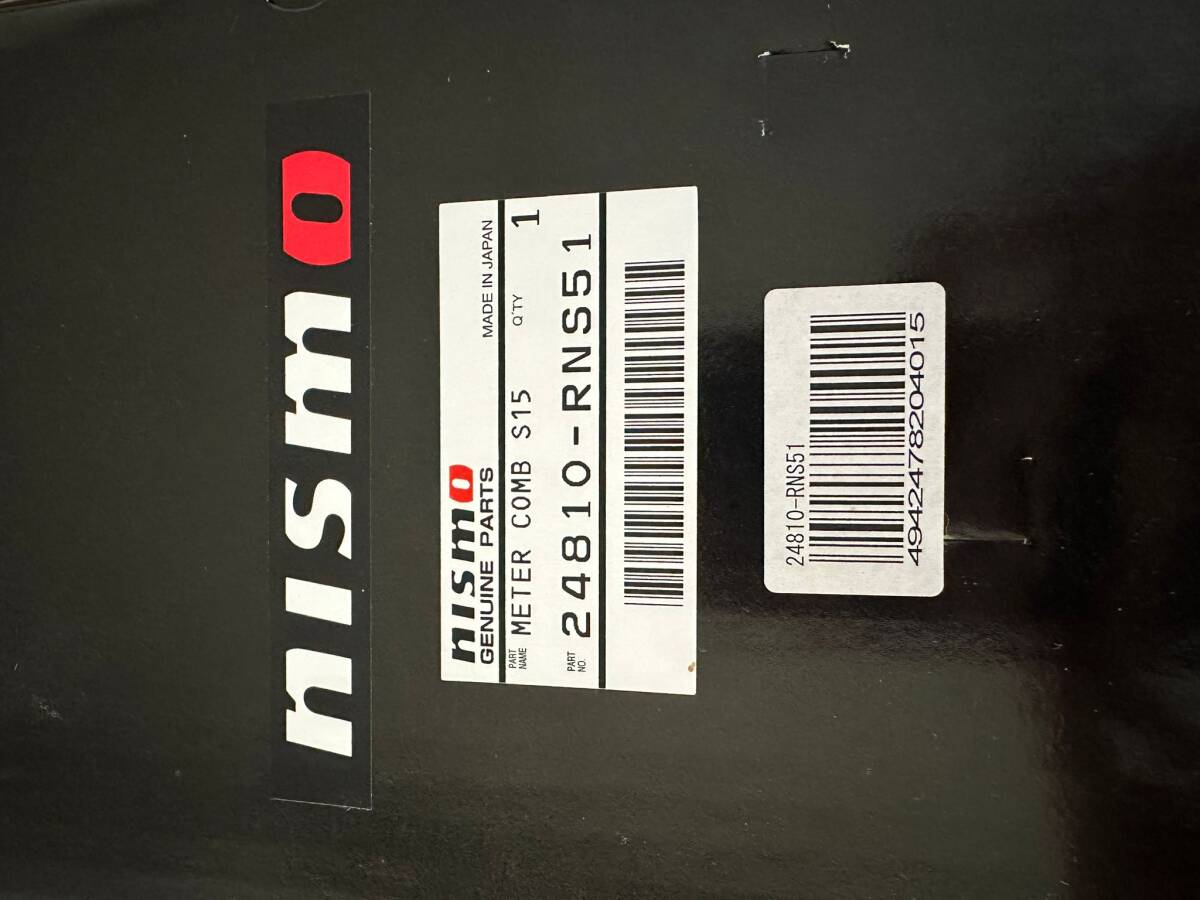 nismo
nismo
GENUINE PARTS
MADE IN JAPAN
PART NAME METER COMB S15 Q'TY 1
PART NO. 24810-RNS51
24810-RNS51
4942478204015